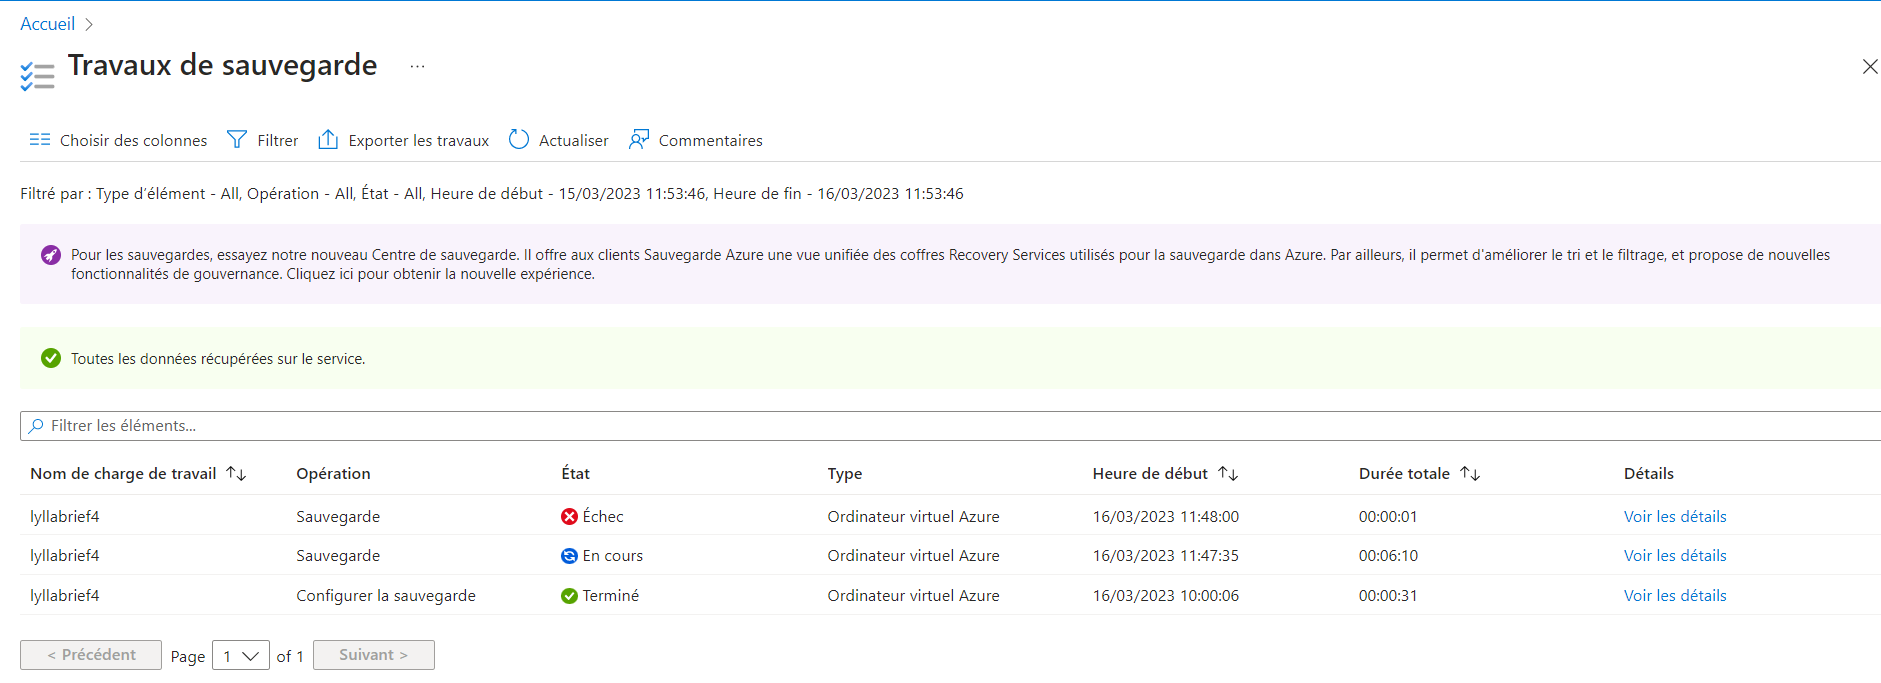 Accueil
Travaux de sauvegarde ...
Choisir des colonnes Filtrer Exporter les travaux Actualiser Commentaires
Filtré par : Type d'élément - All, Opération - All, État - All, Heure de début - 15/03/2023 11:53:46, Heure de fin - 16/03/2023 11:53:46
Pour les sauvegardes, essayez notre nouveau Centre de sauvegarde. Il offre aux clients Sauvegarde Azure une vue unifiée des coffres Recovery Services utilisés pour la sauvegarde dans Azure. Par ailleurs, il permet d'améliorer le tri et le filtrage, et propose de nouvelles
fonctionnalités de gouvernance. Cliquez ici pour obtenir la nouvelle expérience.
Toutes les données récupérées sur le service.
Filtrer les éléments...
Nom de charge de travail Opération État Type Heure de début Durée totale Détails
lyllabrief4 Sauvegarde Échec Ordinateur virtuel Azure 16/03/2023 11:48:00 00:00:01 Voir les détails
lyllabrief4 Sauvegarde En cours Ordinateur virtuel Azure 16/03/2023 11:47:35 00:06:10 Voir les détails
lyllabrief4 Configurer la sauvegarde Terminé Ordinateur virtuel Azure 16/03/2023 10:00:06 00:00:31 Voir les détails
< Précédent Page 1 of 1 Suivant >